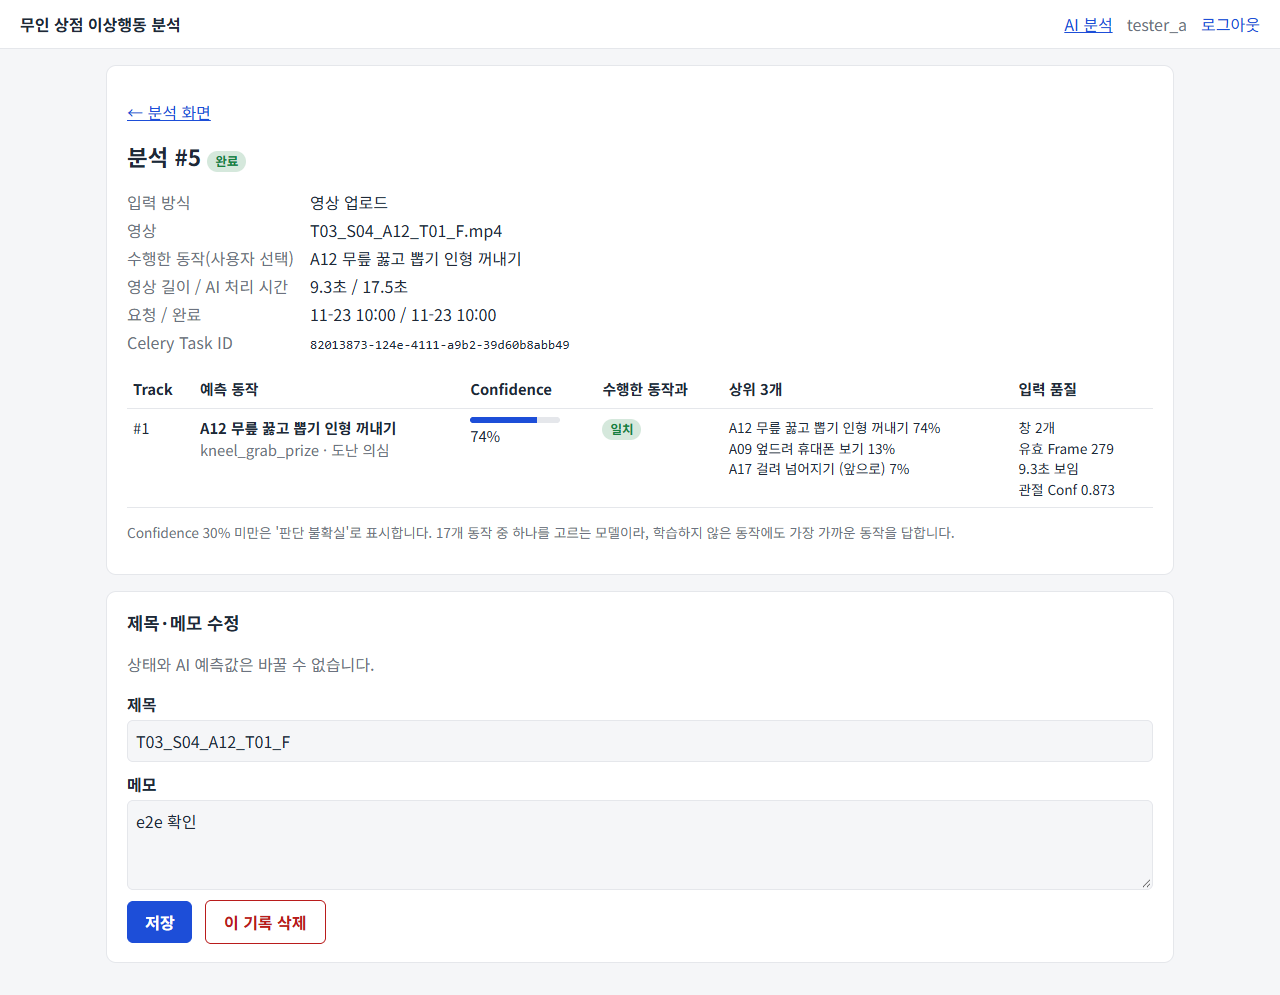 무인 상점 이상행동 분석
AI 분석 tester_a 로그아웃
← 분석 화면
분석 #5 완료
입력 방식 영상 업로드
영상 T03_S04_A12_T01_F.mp4
수행한 동작(사용자 선택) A12 무릎 꿇고 뽑기 인형 꺼내기
영상 길이 / AI 처리 시간 9.3초 / 17.5초
요청 / 완료 11-23 10:00 / 11-23 10:00
Celery Task ID 82013873-124e-4111-a9b2-39d60b8abb49
Track 예측 동작 Confidence 수행한 동작과 상위 3개 입력 품질
#1 A12 무릎 꿇고 뽑기 인형 꺼내기 74% 일치 A12 무릎 꿇고 뽑기 인형 꺼내기 74% 창 2개
kneel_grab_prize · 도난 의심 A09 엎드려 휴대폰 보기 13% 유효 Frame 279
A17 걸려 넘어지기 (앞으로) 7% 9.3초 보임
관절 Conf 0.873
Confidence 30% 미만은 '판단 불확실'로 표시합니다. 17개 동작 중 하나를 고르는 모델이라, 학습하지 않은 동작에도 가장 가까운 동작을 답합니다.
제목·메모 수정
상태와 AI 예측값은 바꿀 수 없습니다.
제목
T03_S04_A12_T01_F
메모
e2e 확인
저장 이 기록 삭제